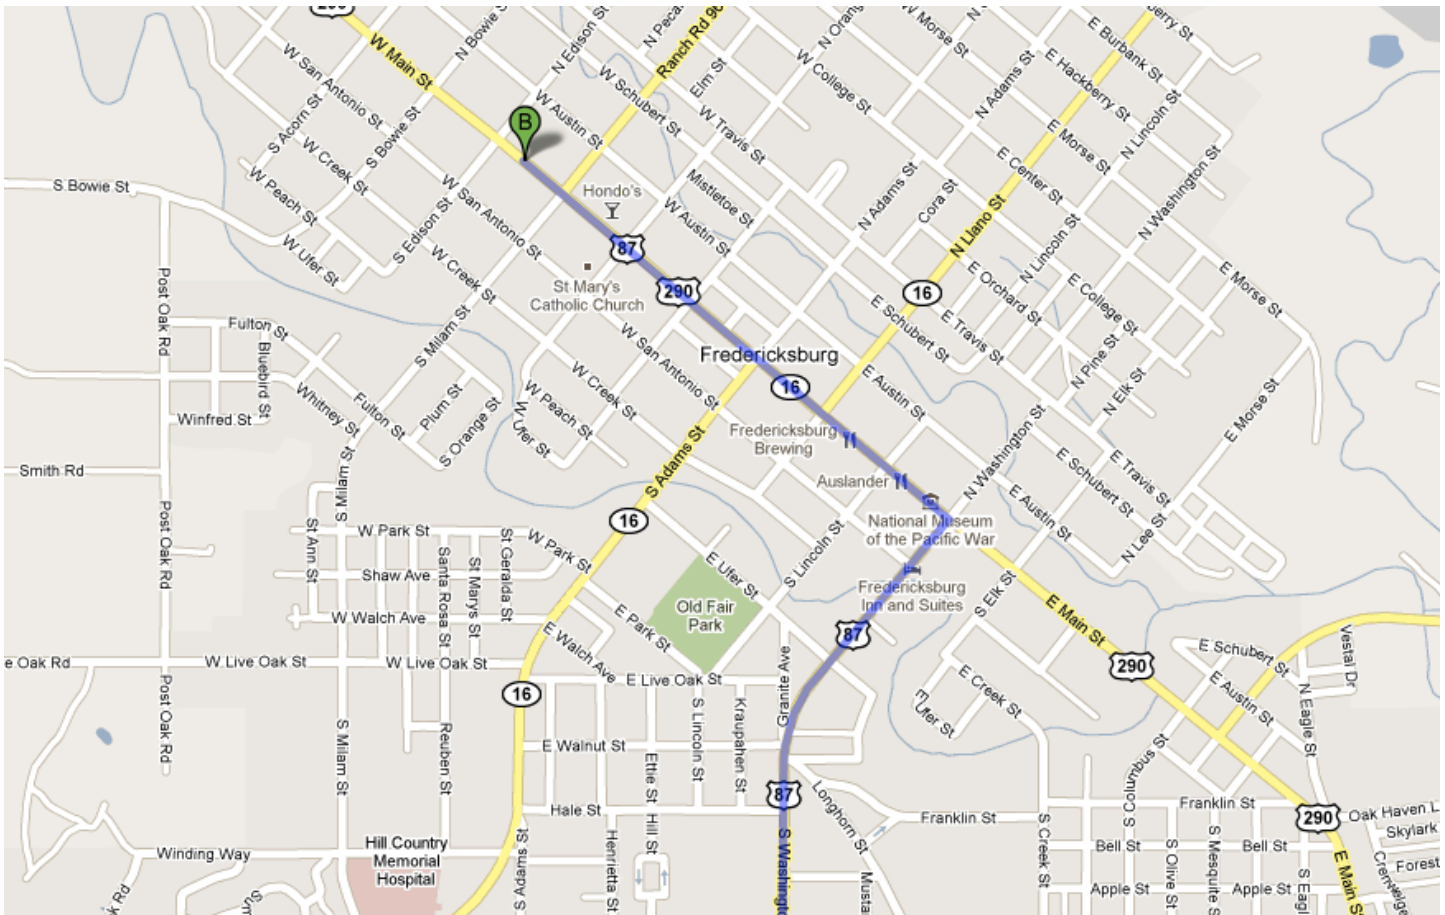 W Main St
N Bowie St
N Edison St
Ranch Rd
Elm St
W Morse St
W College St
E Burbank St
E Hackberry St
N Adams St
N Lincoln St
W San Antonio St
S Acorn St
S Bowie St
B
W Austin St
W Schubert St
W Travis St
E Morse St
E Center St
N Washington St
S Bowie St
W Creek St
W Peach St
W San Antonio St
Hondo's
Mistletoe St
W Austin St
N Adams St
Cora St
N Llano St
N Lincoln St
E Morse St
W Ufer St
S Edison St
W Creek St
87
290
St Mary's
Catholic Church
16
E Orchard St
E College St
E Schubert St
E Travis St
Post Oak Rd
Fulton St
Bluebird St
S Milam St
W San Antonio St
Fredericksburg
16
N Pine St
N Elk St
E Austin St
Winfred St
Whitney St
Fulton St
Plum St
S Orange St
W Peach St
W Ufer St
W Creek St
S Adams St
Fredericksburg
Brewing
Auslander
N Washington St
E Morse St
E Travis St
E Schubert St
E Austin St
N Lee St
Smith Rd
Post Oak Rd
S Milam St
16
National Museum
of the Pacific War
W Park St
St Ann St
Shaw Ave
Santa Rosa St
St Marys St
St Geralda St
W Park St
W Walch Ave
E Ufer St
S Lincoln St
Old Fair
Park
E Park St
E Walch Ave
Fredericksburg
Inn and Suites
87
S Elk St
E Main St
290
E Schubert St
Vestal Dr
E Austin St
N Eagle St
e Oak Rd
W Live Oak St
W Live Oak St
E Live Oak St
16
Granite Ave
E Creek St
E Ufer St
Post Oak Rd
S Milam St
Reuben St
E Walnut St
Ettie St
S Lincoln St
Kraupahen St
S Columbus St
87
Longhorn St
Hale St
Franklin St
Franklin St
290
Oak Haven L
Skylark
Forest
Winding Way
Hill Country
Memorial
Hospital
S Adams St
Henrietta St
Hill St
S Washingt
Musta
S Creek St
Bell St
Bell St
S Olive St
S Mesquite S
Apple St
Apple St
S Eagl
E Main S
k Rd